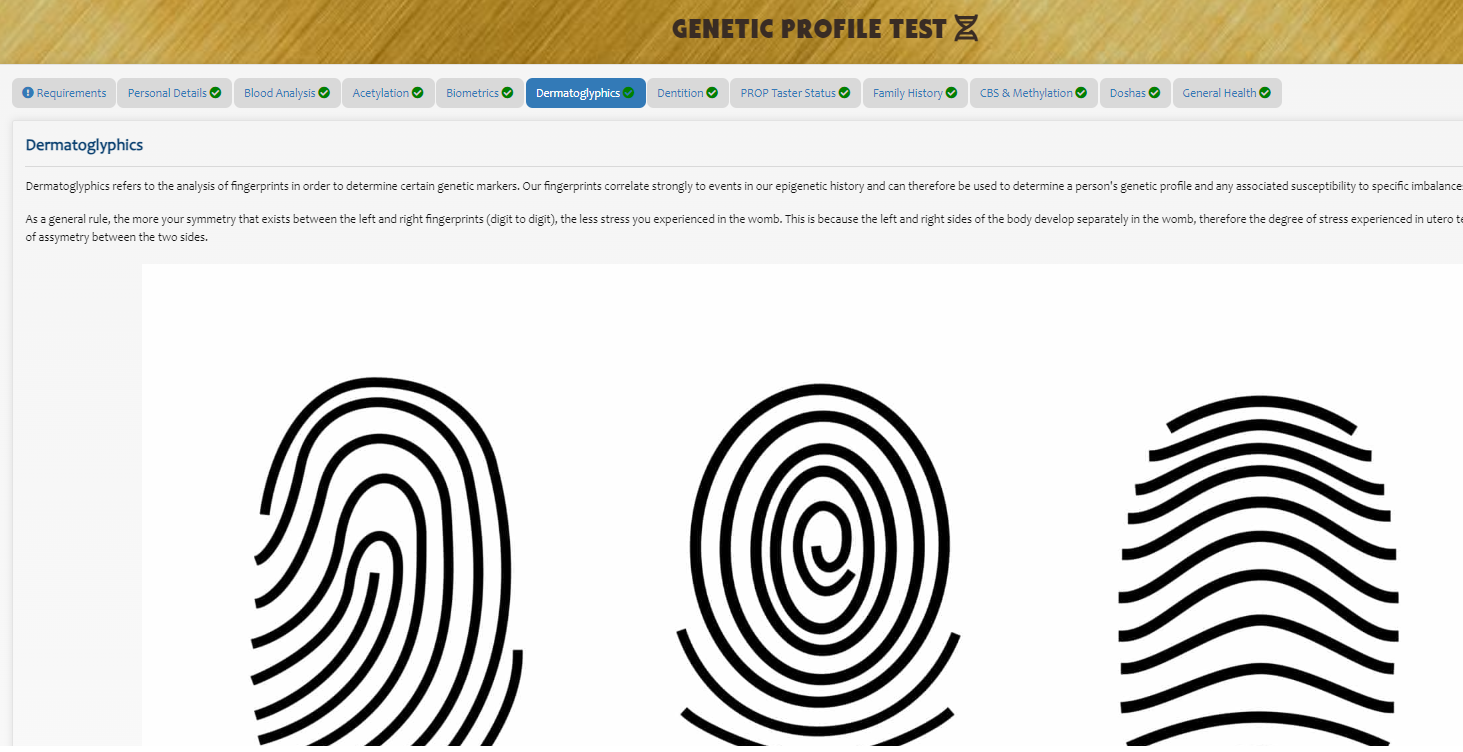 GENETIC PROFILE TEST
Requirements
Personal Details
Blood Analysis
Acetylation
Biometrics
Dermatoglyphics
Dentition
PROP Taster Status
Family History
CBS & Methylation
Doshas
General Health
Dermatoglyphics
Dermatoglyphics refers to the analysis of fingerprints in order to determine certain genetic markers. Our fingerprints correlate strongly to events in our epigenetic history and can therefore be used to determine a person's genetic profile and any associated susceptibility to specific imbalance
As a general rule, the more your symmetry that exists between the left and right fingerprints (digit to digit), the less stress you experienced in the womb. This is because the left and right sides of the body develop separately in the womb, therefore the degree of stress experienced in utero
of assymetry between the two sides.